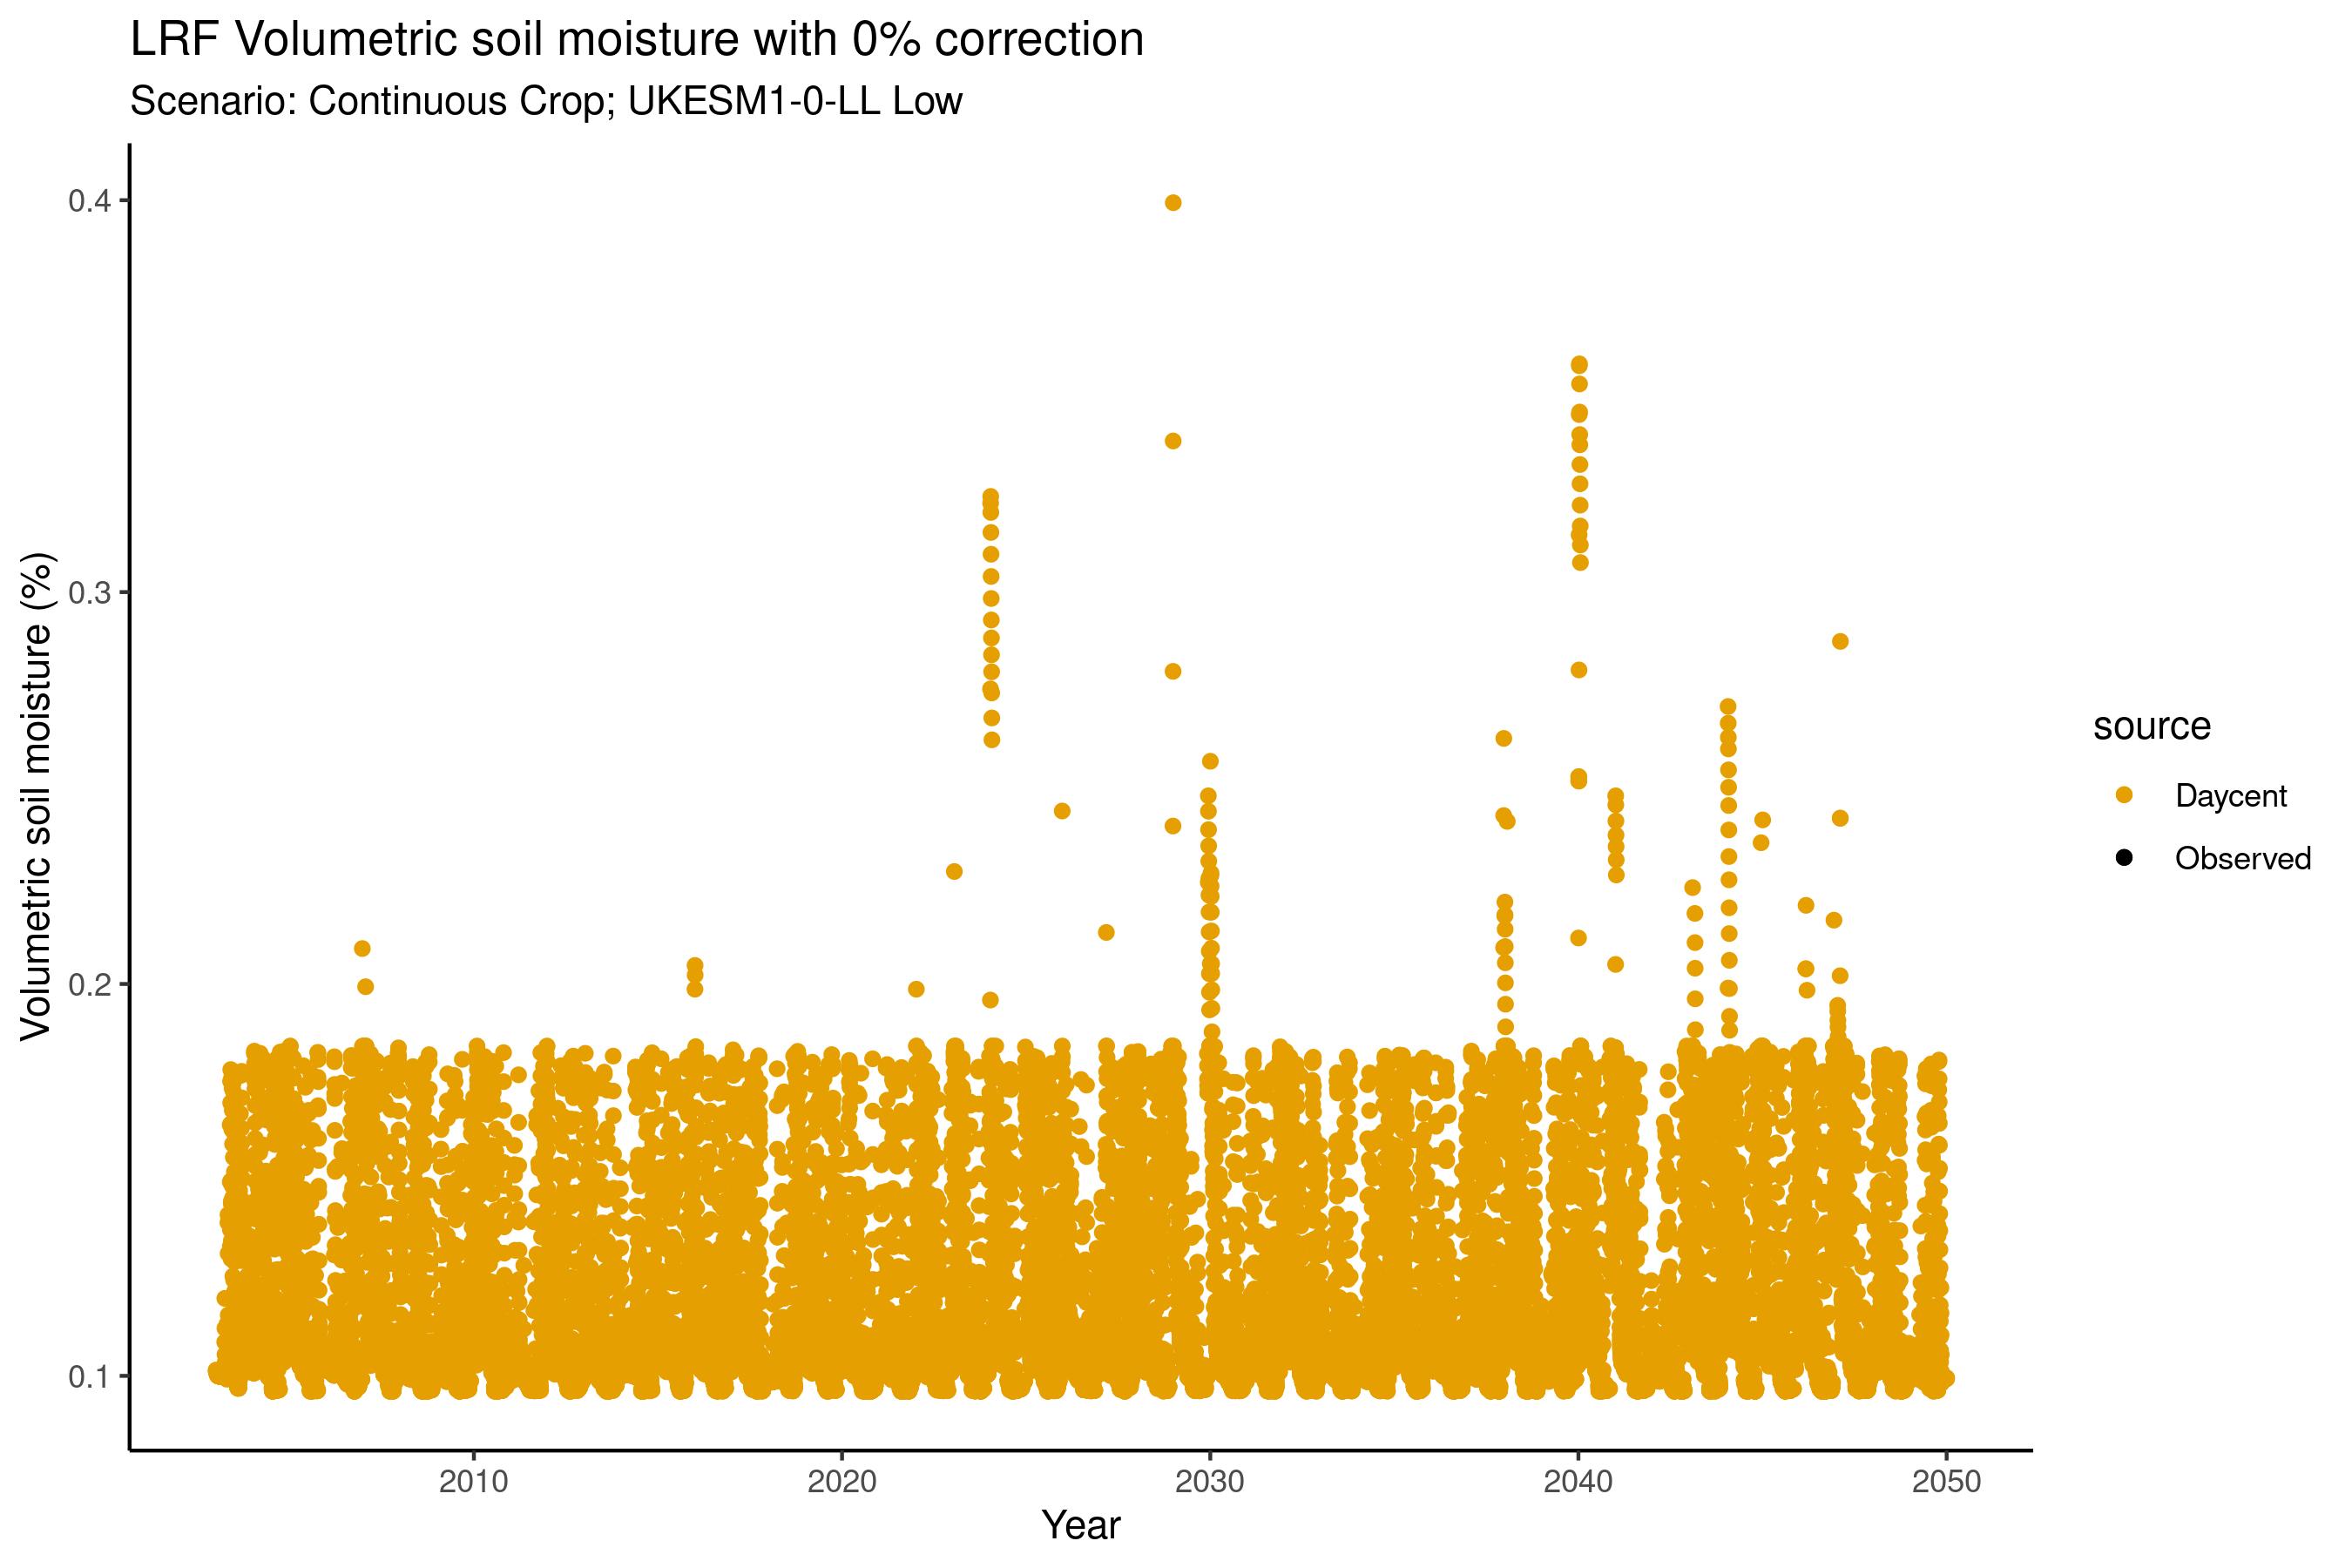 LRF Volumetric soil moisture with 0% correction
Scenario: Continuous Crop; UKESM1-0-LL Low
Volumetric soil moisture (%)
0.4
0.3
0.2
0.1
2010
2020
2030
2040
2050
Year
source
Daycent
Observed